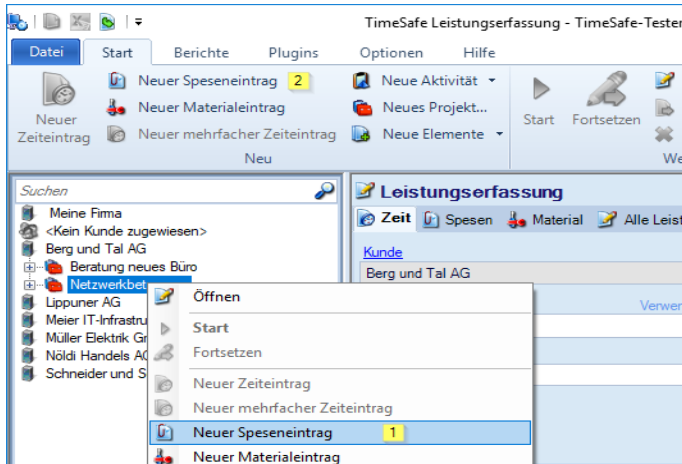 TimeSafe Leistungserfassung - TimeSafe-Tester
Datei Start Berichte Plugins Optionen Hilfe
Neuer Zeiteintrag
Neuer Speseneintrag 2
Neuer Materialeintrag
Neuer mehrfacher Zeiteintrag
Neue Aktivität
Neues Projekt...
Neue Elemente
Start Fortsetzen
Neu
We
Suchen
Meine Firma
<Kein Kunde zugewiesen>
Berg und Tal AG
Beratung neues Büro
Netzwerkbet
Lippuner AG
Meier IT-Infrastru
Müller Elektrik Gr
Nöldi Handels AG
Schneider und S
Leistungserfassung
Zeit Spesen Material Alle Leist
Kunde
Berg und Tal AG
Verwer
Öffnen
Start
Fortsetzen
Neuer Zeiteintrag
Neuer mehrfacher Zeiteintrag
Neuer Speseneintrag 1
Neuer Materialeintrag